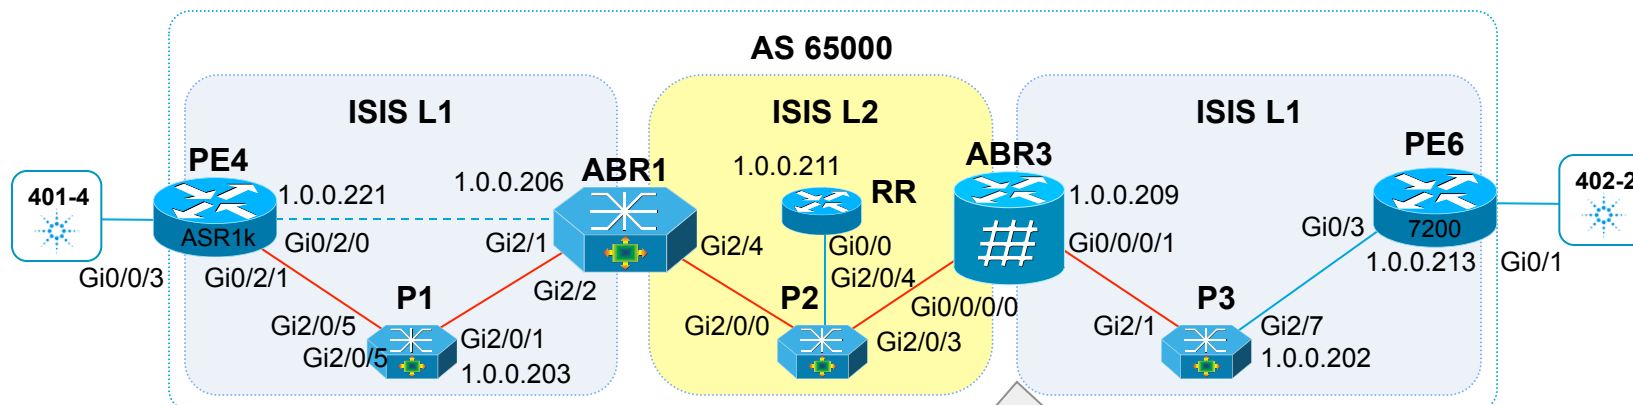 AS 65000
ISIS L1
ISIS L2
ISIS L1
PE4
ABR1
1.0.0.211
RR
ABR3
PE6
401-4
1.0.0.221
1.0.0.206
1.0.0.209
402-2
ASR1k
Gi0/2/0
Gi2/1
Gi2/4
Gi0/0
Gi0/0/0/1
Gi0/3
7200
Gi0/0/3
Gi0/2/1
Gi2/2
Gi2/0/4
1.0.0.213
Gi0/1
P1
P2
Gi0/0/0/0
P3
Gi2/0/5
Gi2/0/5
Gi2/0/1
Gi2/0/0
Gi2/0/3
Gi2/1
Gi2/7
1.0.0.203
1.0.0.202